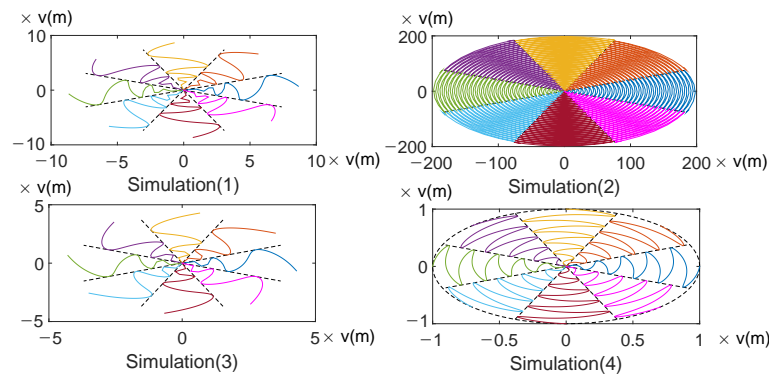 × v(m)
10
5
0
−5
−10
−10 −5 0 5 10 × v(m)
Simulation(1)
× v(m)
200
0
−200
−200 −100 0 100 200 × v(m)
Simulation(2)
× v(m)
5
0
−5
−5 0 5 × v(m)
Simulation(3)
× v(m)
1
0
−1
−1 −0.5 0 0.5 1 × v(m)
Simulation(4)